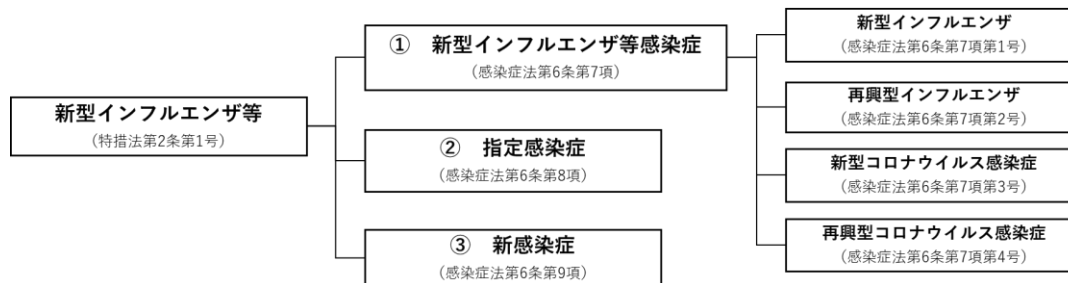 新型インフルエンザ等
(特措法第2条第1号)
① 新型インフルエンザ等感染症
(感染症法第6条第7項)
② 指定感染症
(感染症法第6条第8項)
③ 新感染症
(感染症法第6条第9項)
新型インフルエンザ
(感染症法第6条第7項第1号)
再興型インフルエンザ
(感染症法第6条第7項第2号)
新型コロナウイルス感染症
(感染症法第6条第7項第3号)
再興型コロナウイルス感染症
(感染症法第6条第7項第4号)